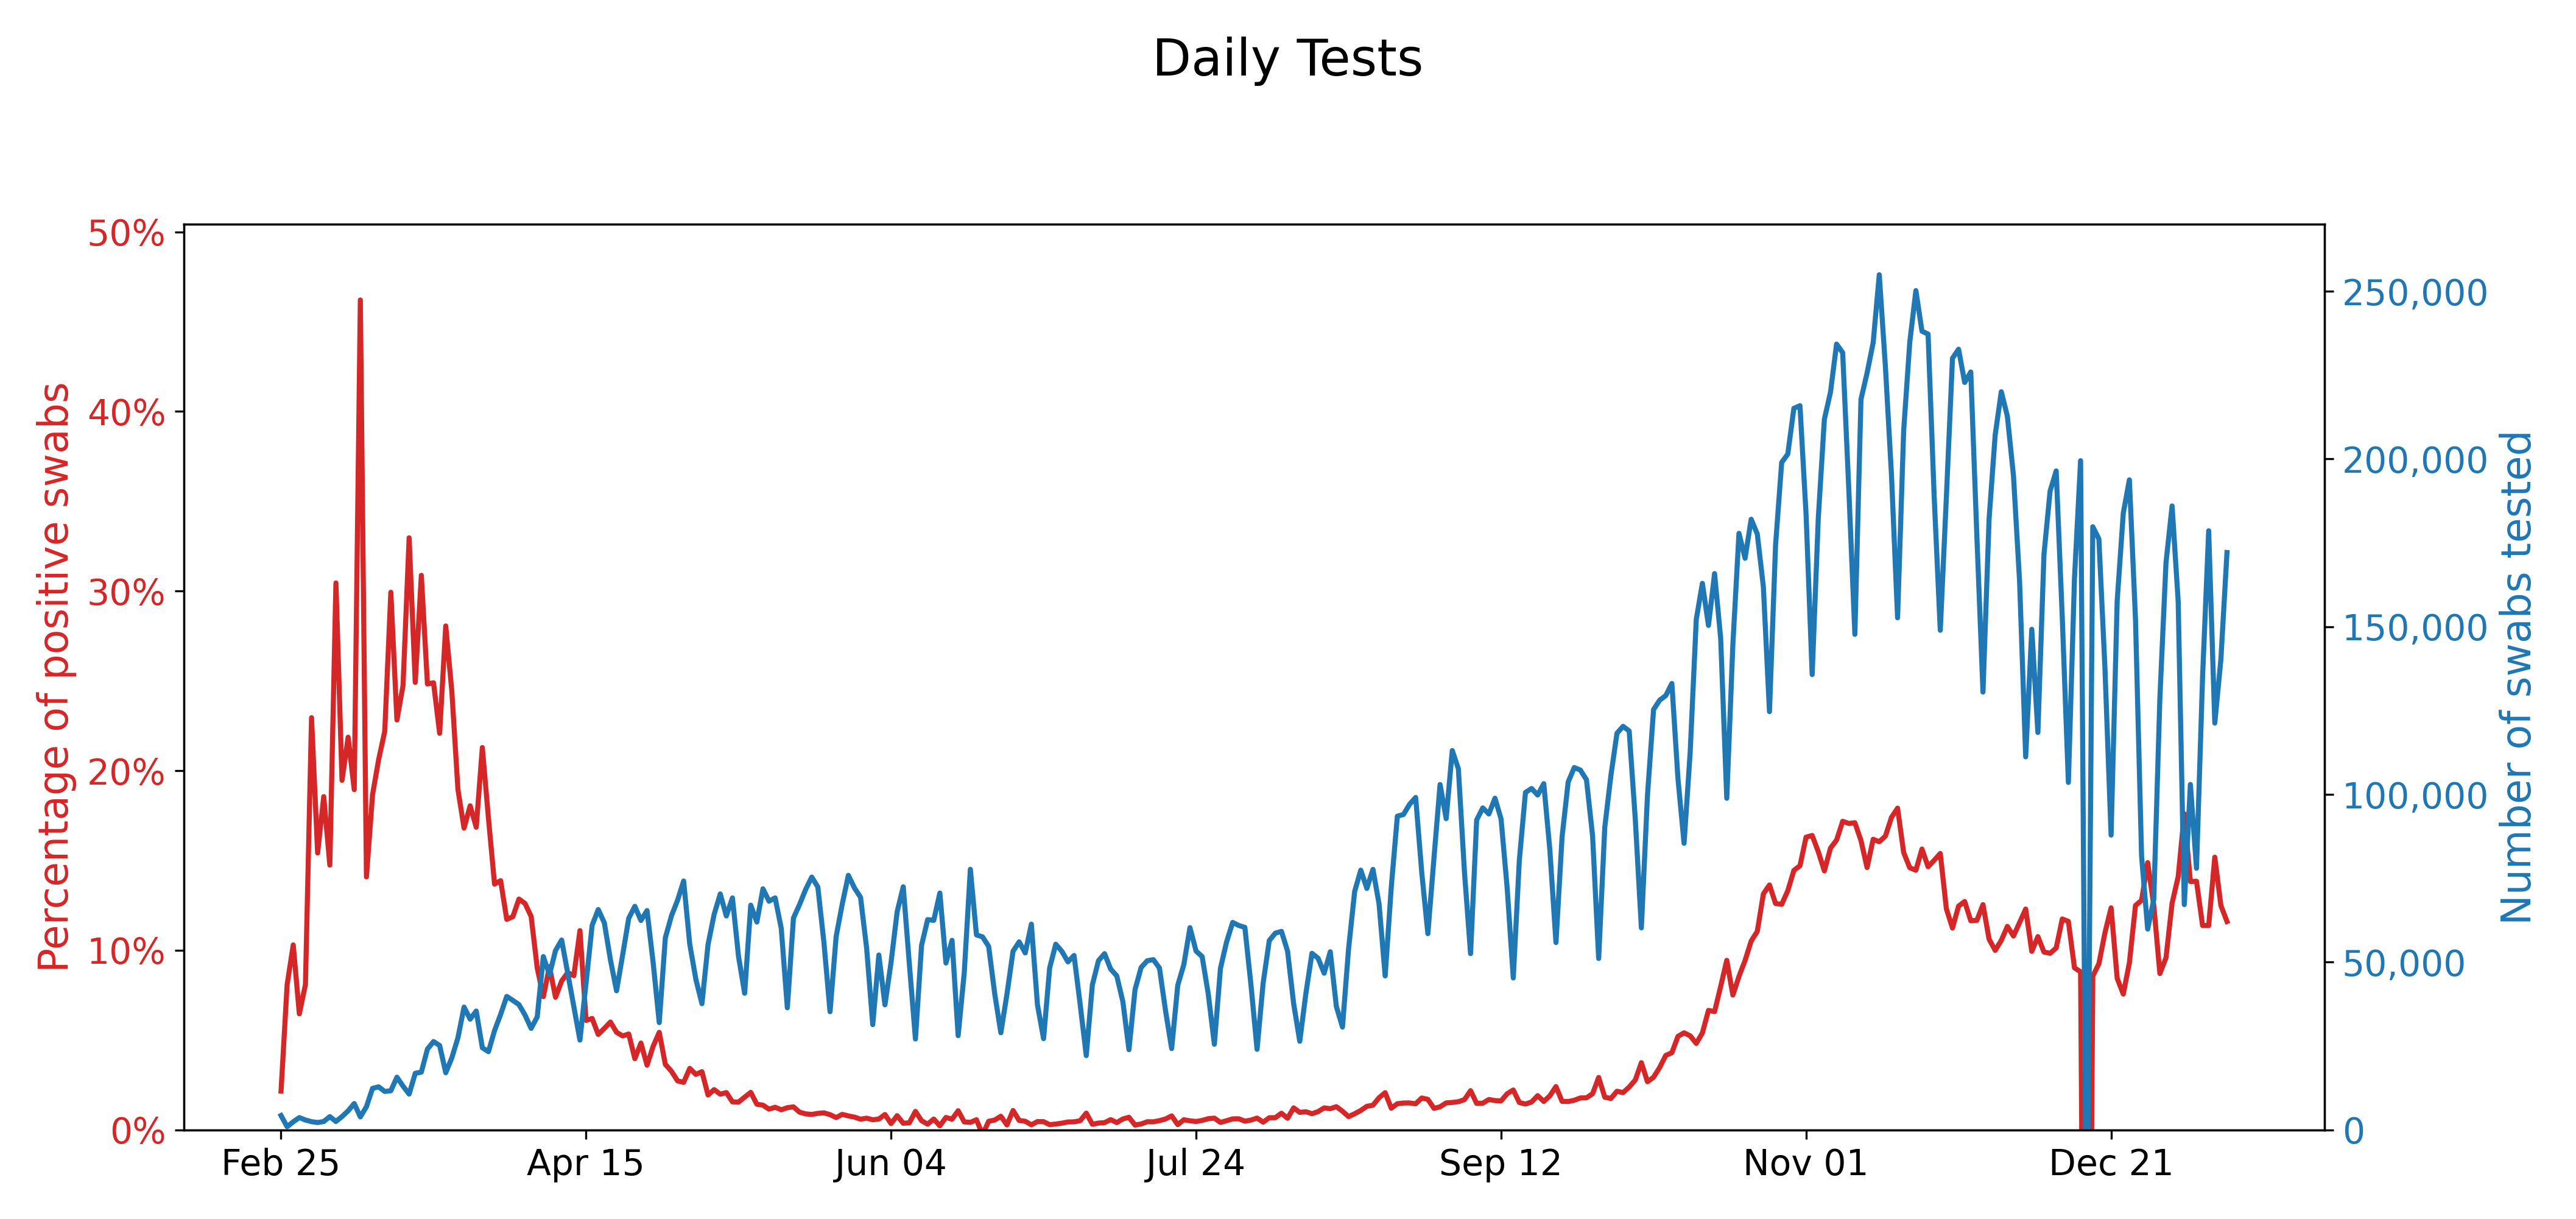 Daily Tests
Percentage of positive swabs
50%
40%
30%
20%
10%
0%
250,000
200,000
150,000
100,000
50,000
0
Number of swabs tested
Feb 25
Apr 15
Jun 04
Jul 24
Sep 12
Nov 01
Dec 21